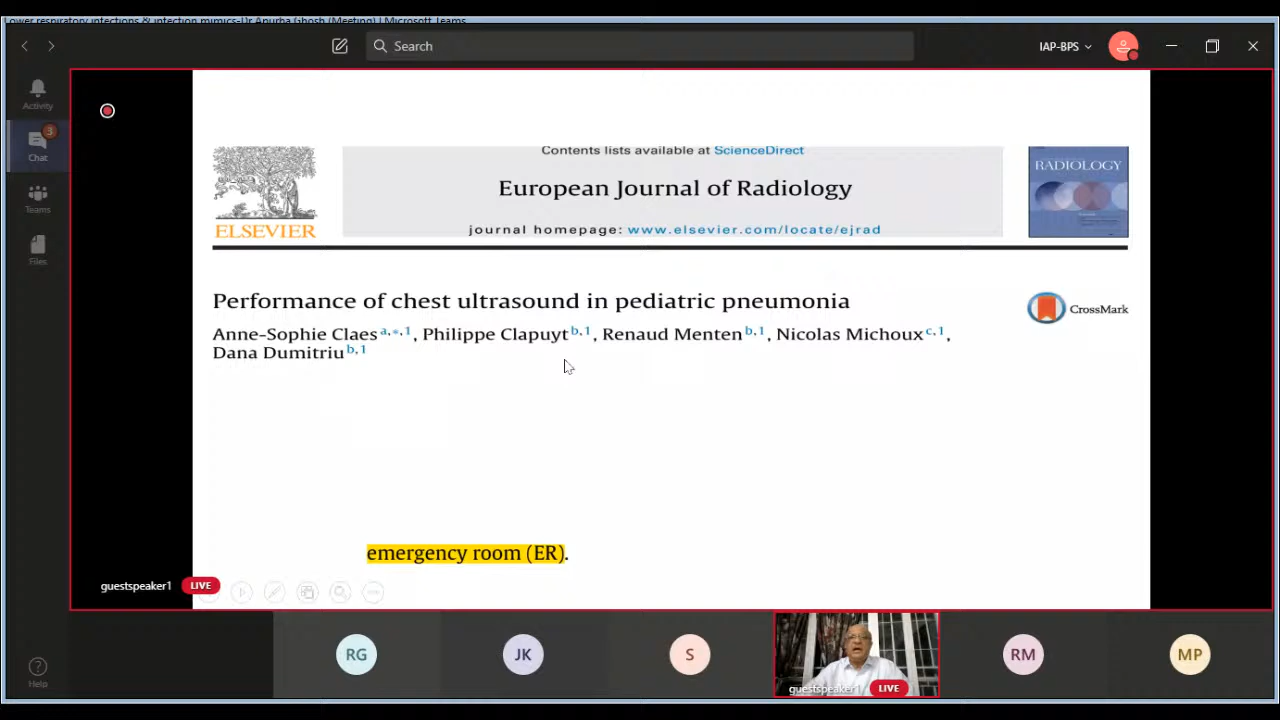 Lower respiratory infections & infection mimics-Dr Anurba Ghosh (Meeting) | Microsoft Teams
Search
IAP-BPS
Activity
3
Chat
Teams
Files
Contents lists available at ScienceDirect
RADIOLOGY
European Journal of Radiology
ELSEVIER
journal homepage: www.elsevier.com/locate/ejrad
Performance of chest ultrasound in pediatric pneumonia
CrossMark
Anne-Sophie Claes a,*,1, Philippe Clapuyt b,1, Renaud Menten b,1, Nicolas Michoux c,1,
Dana Dumitriu b,1
emergency room (ER).
guestspeaker1 LIVE
RG
JK
S
RM
MP
guestspeaker1 LIVE
Help